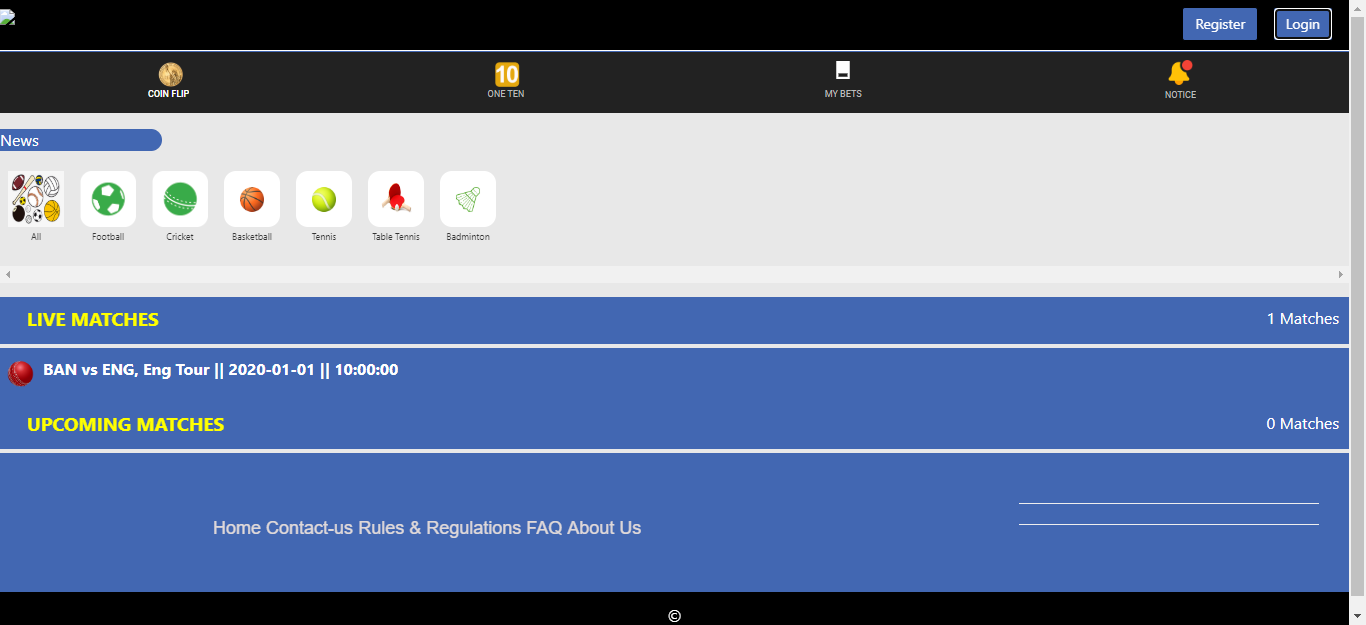 Register Login
COIN FLIP
10
ONE TEN
MY BETS
NOTICE
News
All Football Cricket Basketball Tennis Table Tennis Badminton
LIVE MATCHES 1 Matches
BAN vs ENG, Eng Tour || 2020-01-01 || 10:00:00
UPCOMING MATCHES 0 Matches
Home Contact-us Rules & Regulations FAQ About Us
©